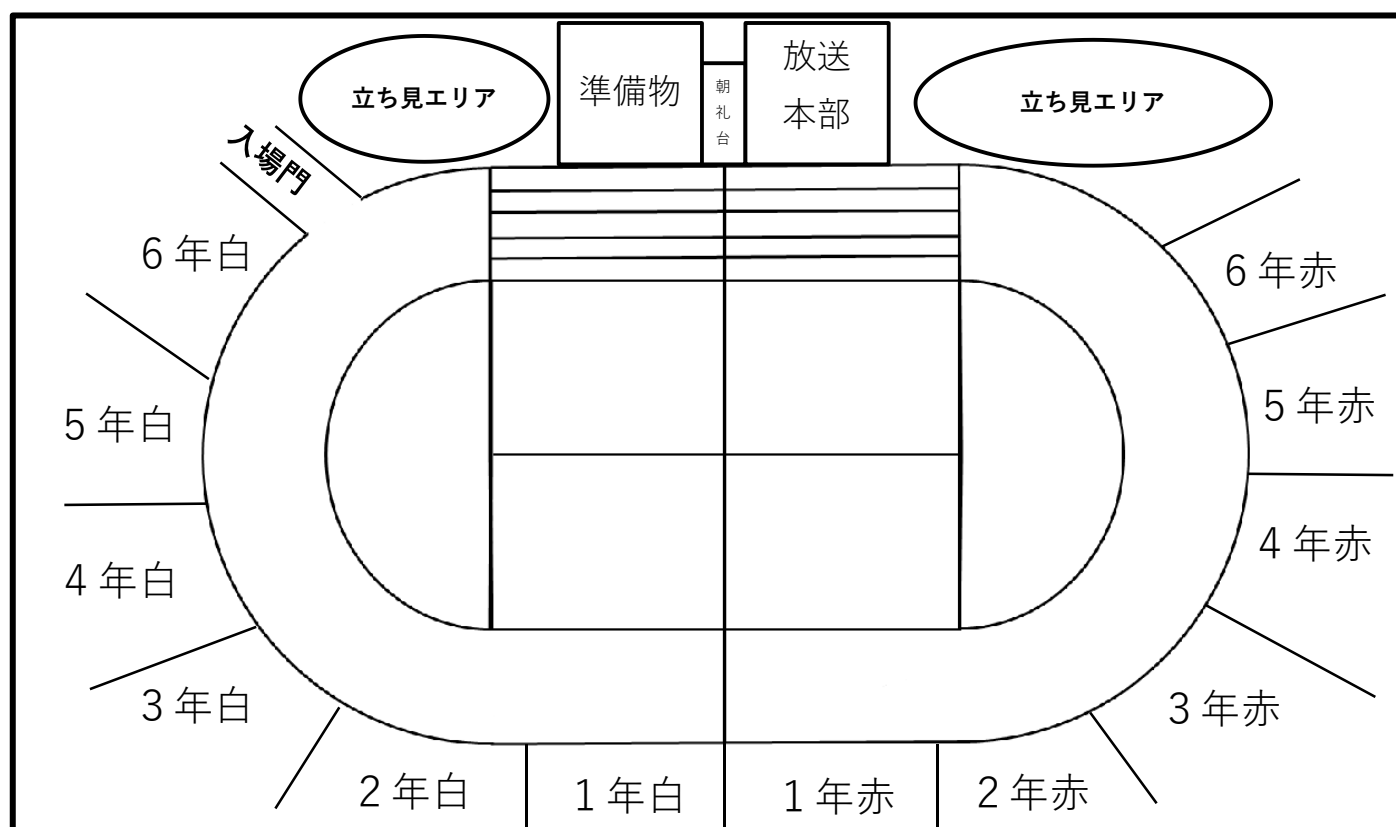 立ち見エリア
準備物
朝
礼
台
放送
本部
立ち見エリア
入場門
6年白
6年赤
5年白
5年赤
4年白
4年赤
3年白
3年赤
2年白
1年白
1年赤
2年赤